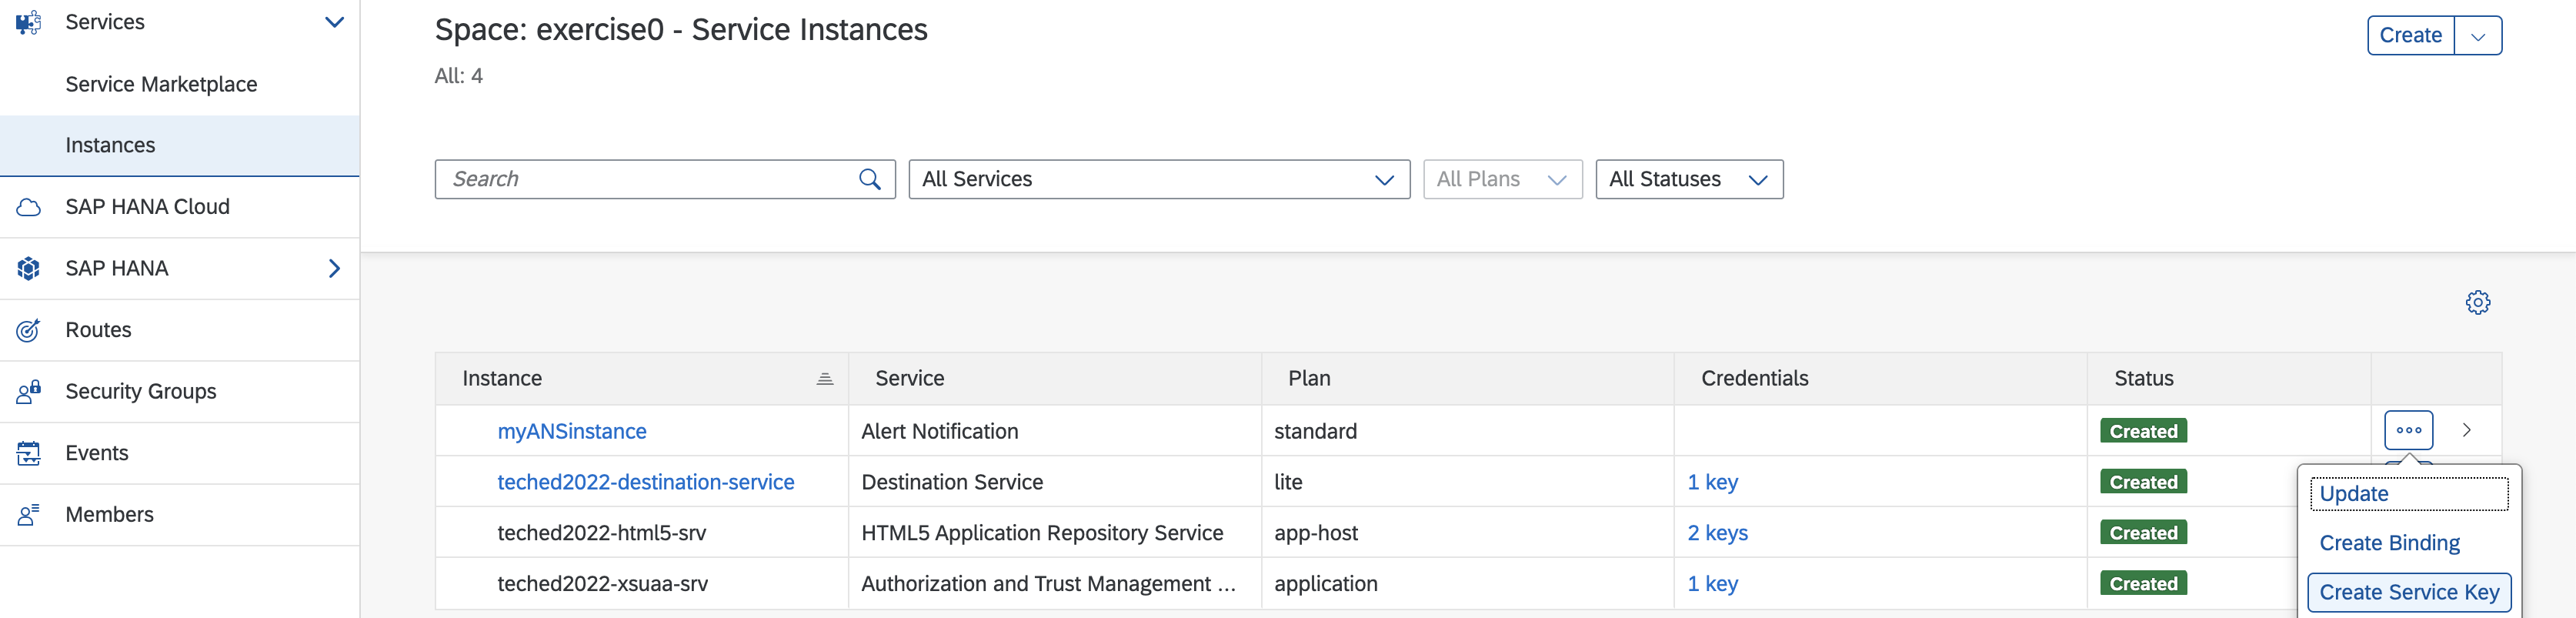 Services
Service Marketplace
Instances
SAP HANA Cloud
SAP HANA
Routes
Security Groups
Events
Members
Space: exercise0 - Service Instances
All: 4
Create
Search
All Services
All Plans
All Statuses
Instance Service Plan Credentials Status
myANSinstance Alert Notification standard Created
teched2022-destination-service Destination Service lite 1 key Created
teched2022-html5-srv HTML5 Application Repository Service app-host 2 keys Created
teched2022-xsuaa-srv Authorization and Trust Management ... application 1 key Created
Update
Create Binding
Create Service Key